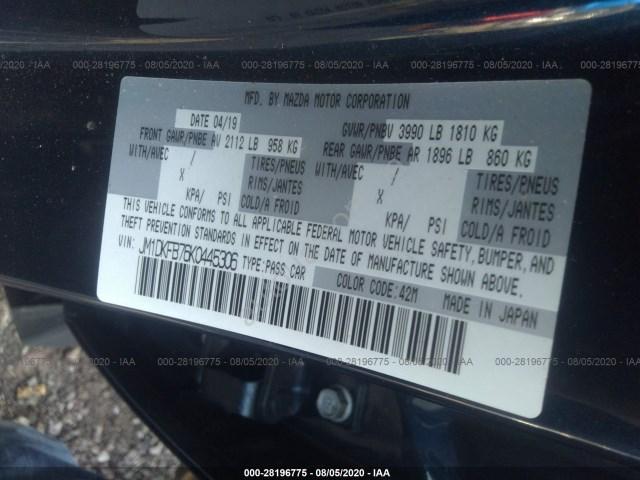 000-28196775 - 08/05/2020 - IAA
MFD. BY MAZDA MOTOR CORPORATION
DATE 04/19
GVWR/PNBV 3990 LB 1810 KG
FRONT GAWR/PNBE AV 2112 LB 958 KG
REAR GAWR/PNBE AR 1896 LB 860 KG
WITH/AVEC / X TIRES/PNEUS RIMS/JANTES
KPA/ PSI COLD/A FROID
WITH/AVEC / X TIRES/PNEUS RIMS/JANTES
KPA/ PSI COLD/A FROID
THIS VEHICLE CONFORMS TO ALL APPLICABLE FEDERAL MOTOR VEHICLE SAFETY, BUMPER, AND
THEFT PREVENTION STANDARDS IN EFFECT ON THE DATE OF MANUFACTURE SHOWN ABOVE.
VIN: JM1DKFB76K0445306 TYPE:PASS CAR
COLOR CODE:42M
MADE IN JAPAN
000-28196775 - 08/05/2020 - IAA